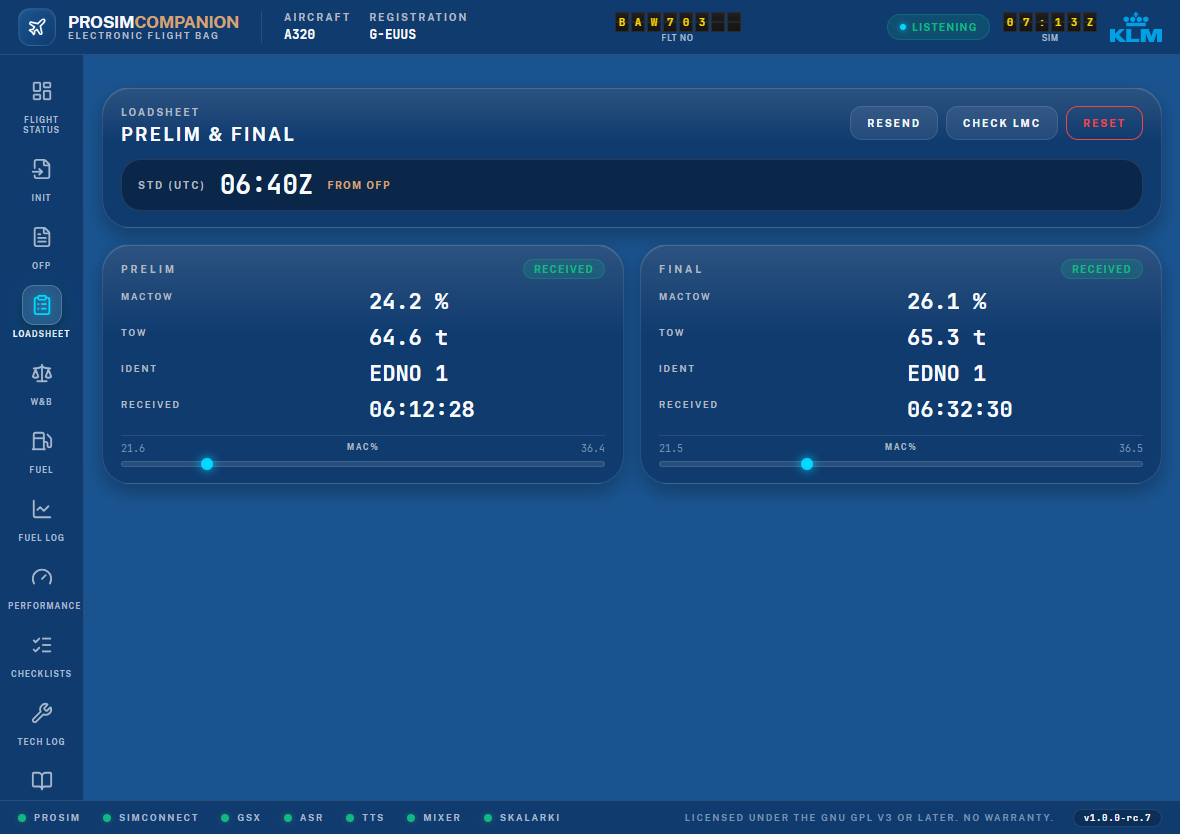 PROSIMCOMPANION
ELECTRONIC FLIGHT BAG
AIRCRAFT
A320
REGISTRATION
G-EUUS
BAW703
FLT NO
LISTENING
07:13Z
SIM
KLM
FLIGHT
STATUS
INIT
OFP
LOADSHEET
W&B
FUEL
FUEL LOG
PERFORMANCE
CHECKLISTS
TECH LOG
LOADSHEET
PRELIM & FINAL
RESEND
CHECK LMC
RESET
STD (UTC) 06:40Z FROM OFP
PRELIM
RECEIVED
MACTOW 24.2 %
TOW 64.6 t
IDENT EDNO 1
RECEIVED 06:12:28
21.6 MAC% 36.4
FINAL
RECEIVED
MACTOW 26.1 %
TOW 65.3 t
IDENT EDNO 1
RECEIVED 06:32:30
21.5 MAC% 36.5
PROSIM SIMCONNECT GSX ASR TTS MIXER SKALARKI
LICENSED UNDER THE GNU GPL V3 OR LATER. NO WARRANTY.
v1.0.0-rc.7